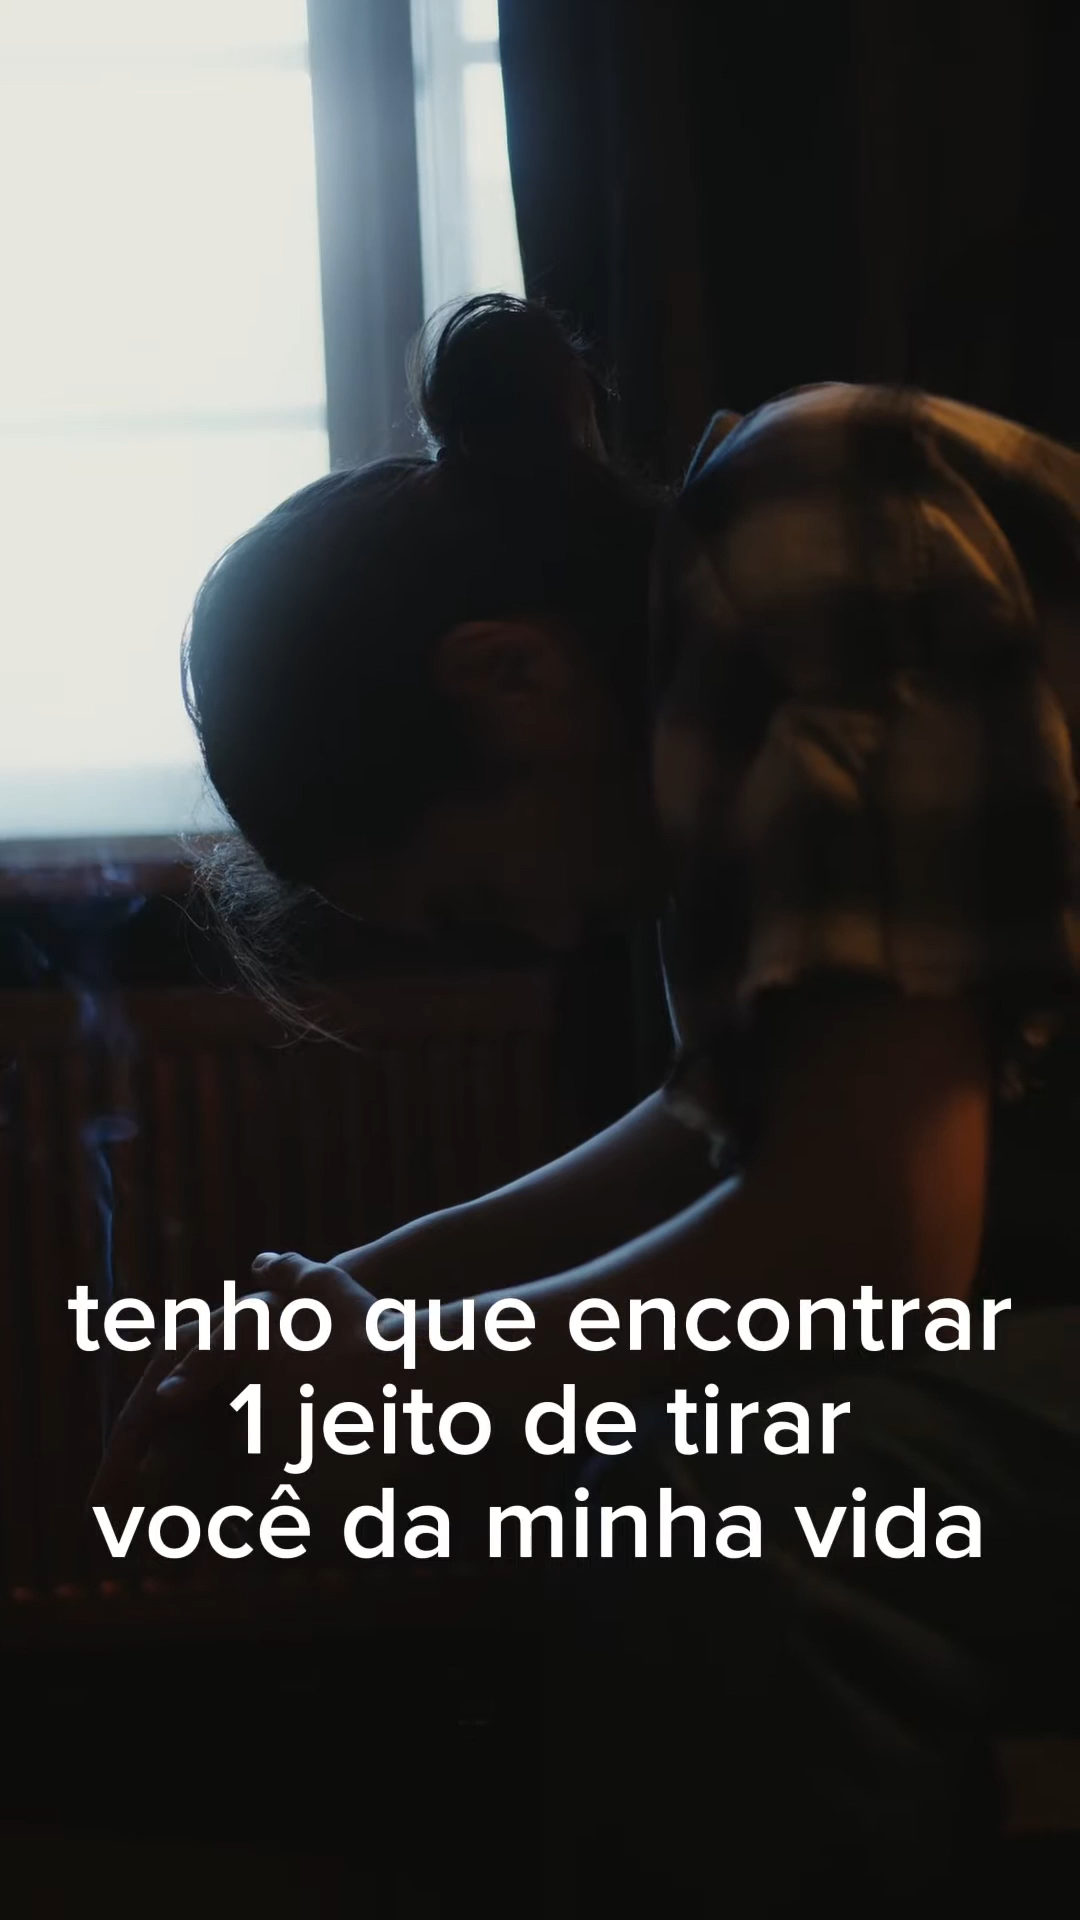 tenho que encontrar
1 jeito de tirar
você da minha vida